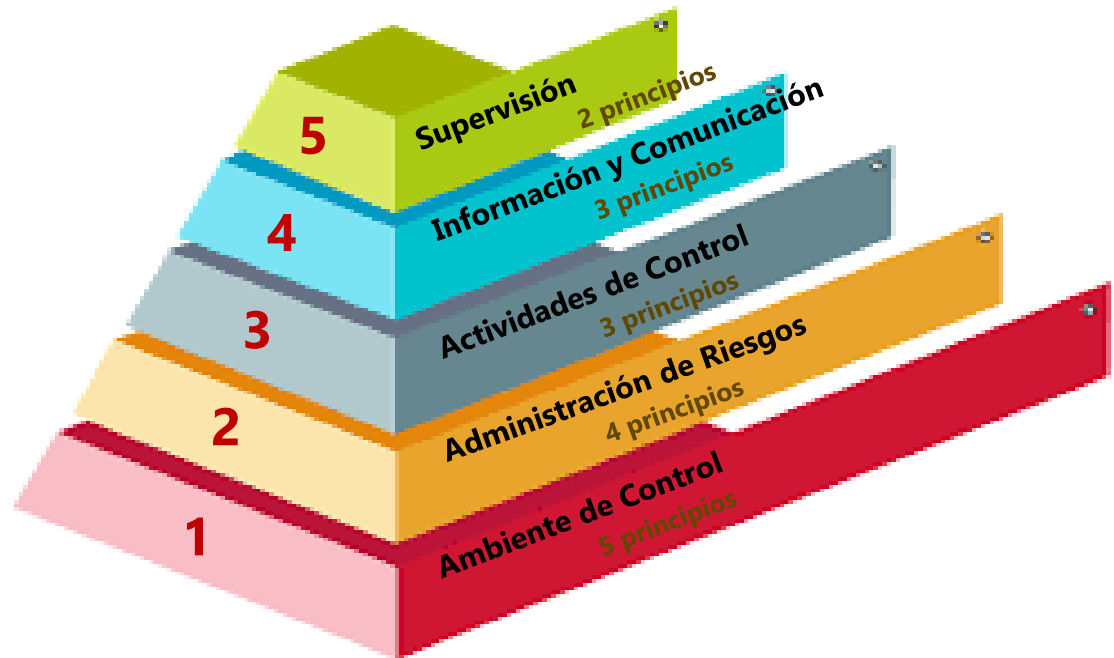 5
Supervisión
2 principios
4
Información y Comunicación
3 principios
3
Actividades de Control
3 principios
2
Administración de Riesgos
4 principios
1
Ambiente de Control
5 principios